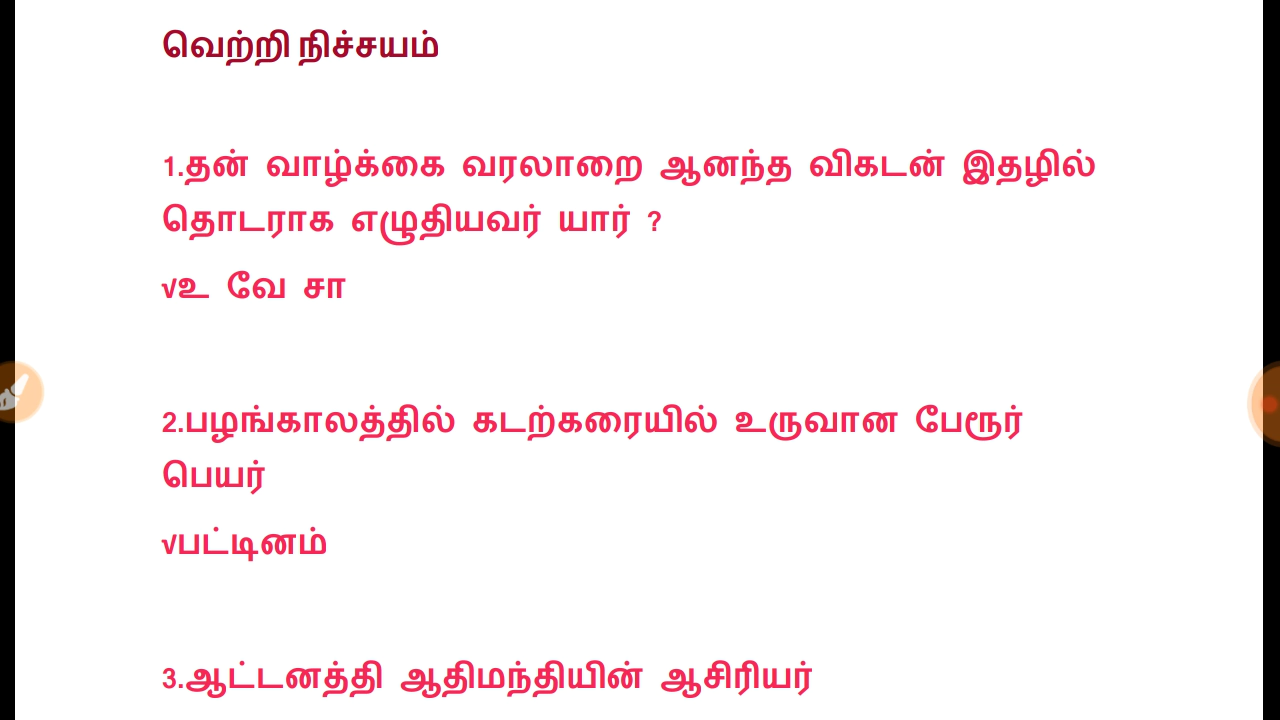 வெற்றி நிச்சயம்
1.தன் வாழ்க்கை வரலாறை ஆனந்த விகடன் இதழில்
தொடராக எழுதியவர் யார் ?
√உ வே சா
2.பழங்காலத்தில் கடற்கரையில் உருவான பேரூர்
பெயர்
√பட்டினம்
3.ஆட்டனத்தி ஆதிமந்தியின் ஆசிரியர்